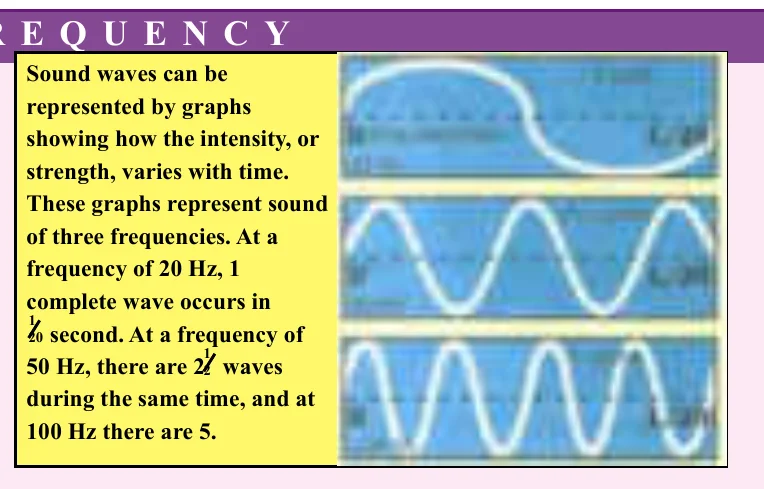 REQUENCY
Sound waves can be
represented by graphs
showing how the intensity, or
strength, varies with time.
These graphs represent sound
of three frequencies. At a
frequency of 20 Hz, 1
complete wave occurs in
1/20 second. At a frequency of
50 Hz, there are 2 1/2 waves
during the same time, and at
100 Hz there are 5.